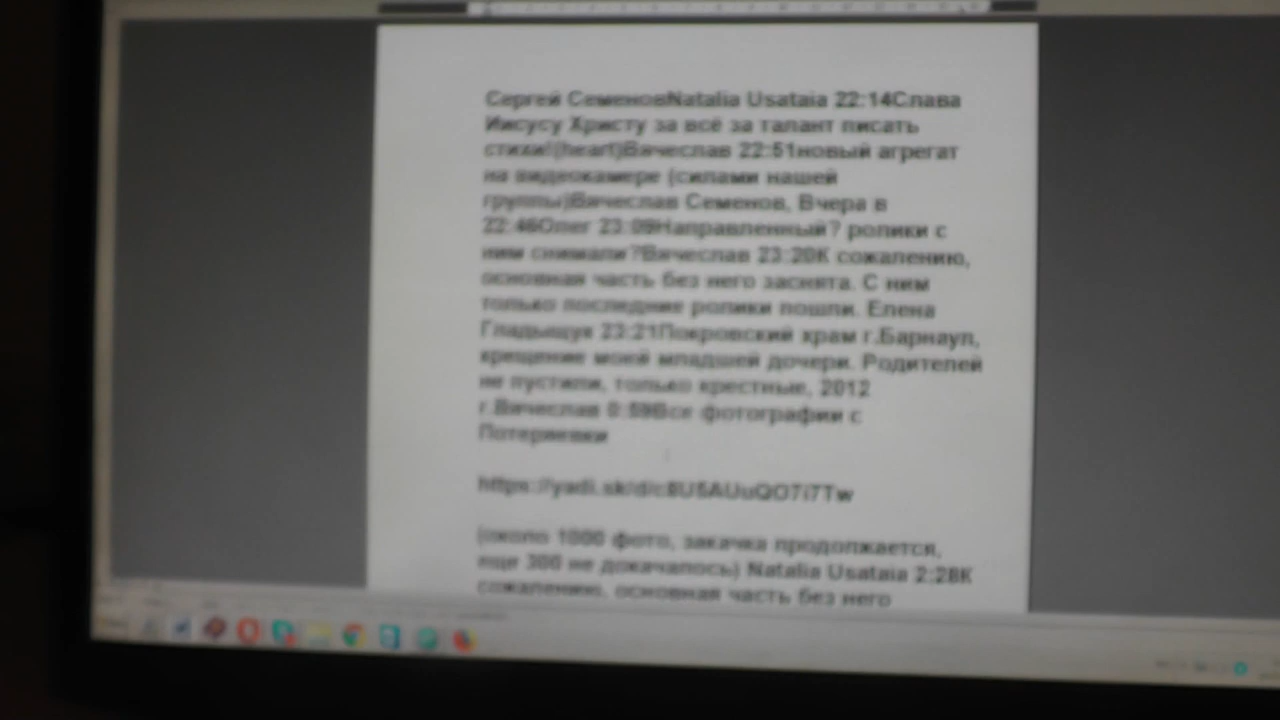 Сергей СеменовNatalia Usataia 22:14Слава
Иисусу Христу за всё за талант писать
стихи!(heart)Вячеслав 22:51новый агрегат
на видеокамере (силами нашей
группы)Вячеслав Семенов, Вчера в
22:46Олег 23:09Направленный? ролики с
ним снимали?Вячеслав 23:20К сожалению,
основная часть без него заснята. С ним
только последние ролики пошли. Елена
Гладыщук 23:21Покровский храм г.Барнаул,
крещение моей младшей дочери. Родителей
не пустили, только крестные, 2012
г.Вячеслав 0:59Все фотографии с
Потеряевки
(около 1000 фото, закачка продолжается,
еще 300 не докачалось) Natalia Usataia 2:28К
сожалению, основная часть без него